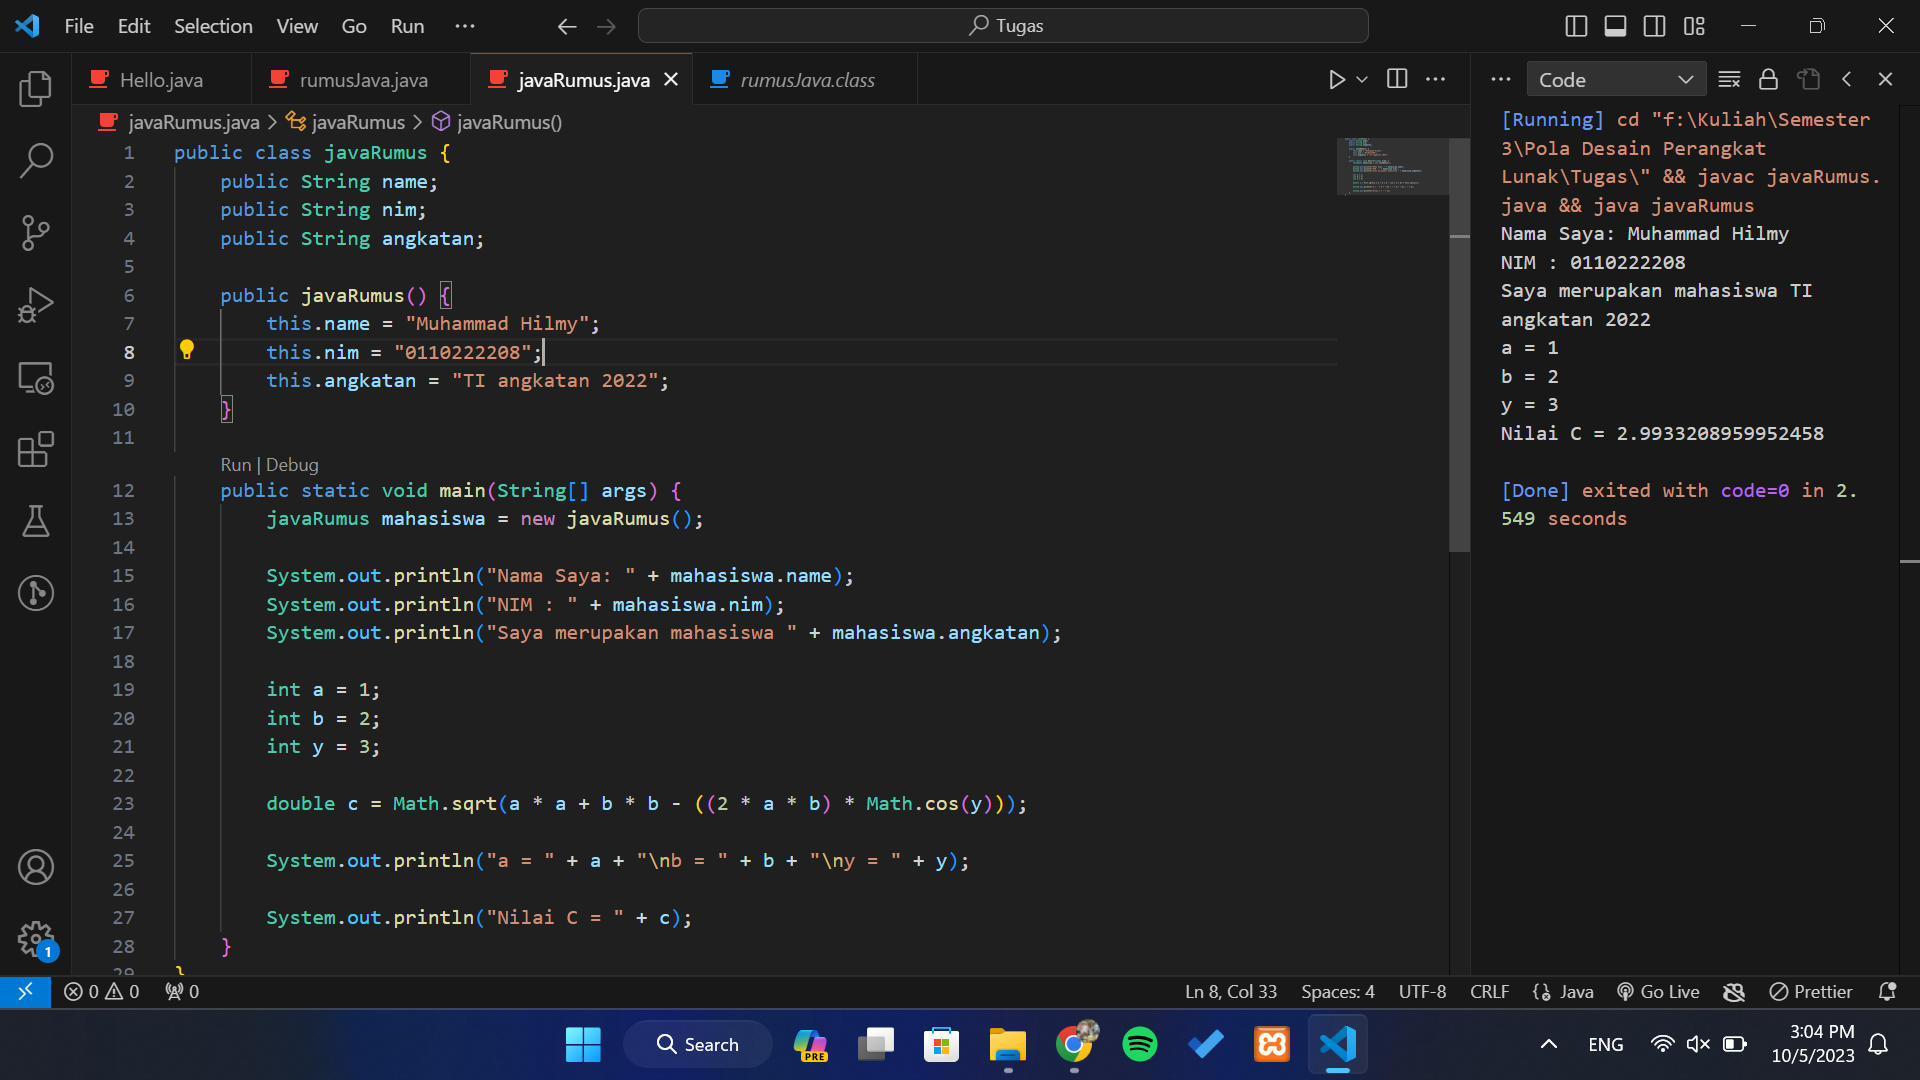 File Edit Selection View Go Run ··· Tugas
Hello.java rumusJava.java javaRumus.java rumusJava.class
javaRumus.java > javaRumus > javaRumus()
1 public class javaRumus {
2 public String name;
3 public String nim;
4 public String angkatan;
5
6 public javaRumus() {
7 this.name = "Muhammad Hilmy";
8 this.nim = "0110222208";
9 this.angkatan = "TI angkatan 2022";
10 }
11
Run | Debug
12 public static void main(String[] args) {
13 javaRumus mahasiswa = new javaRumus();
14
15 System.out.println("Nama Saya: " + mahasiswa.name);
16 System.out.println("NIM : " + mahasiswa.nim);
17 System.out.println("Saya merupakan mahasiswa " + mahasiswa.angkatan);
18
19 int a = 1;
20 int b = 2;
21 int y = 3;
22
23 double c = Math.sqrt(a * a + b * b - ((2 * a * b) * Math.cos(y)));
24
25 System.out.println("a = " + a + "\nb = " + b + "\ny = " + y);
26
27 System.out.println("Nilai C = " + c);
28 }
29 }
Code
[Running] cd "f:\Kuliah\Semester
3\Pola Desain Perangkat
Lunak\Tugas\" && javac javaRumus.
java && java javaRumus
Nama Saya: Muhammad Hilmy
NIM : 0110222208
Saya merupakan mahasiswa TI
angkatan 2022
a = 1
b = 2
y = 3
Nilai C = 2.9933208959952458
[Done] exited with code=0 in 2.
549 seconds
1
0 0 0 Ln 8, Col 33 Spaces: 4 UTF-8 CRLF Java Go Live Prettier
Search PRE ENG 3:04 PM
10/5/2023